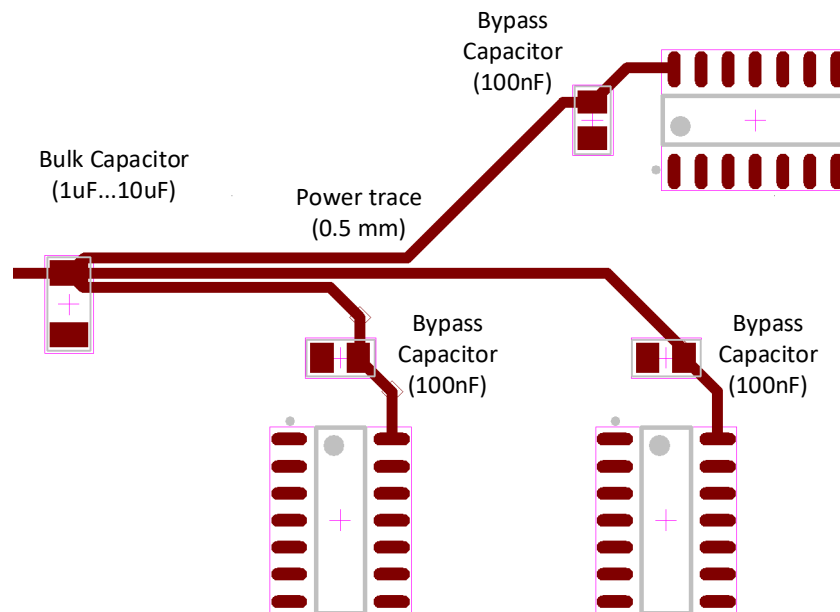 Bypass
Capacitor
(100nF)
Bulk Capacitor
(1uF...10uF)
Power trace
(0.5 mm)
Bypass
Capacitor
(100nF)
Bypass
Capacitor
(100nF)